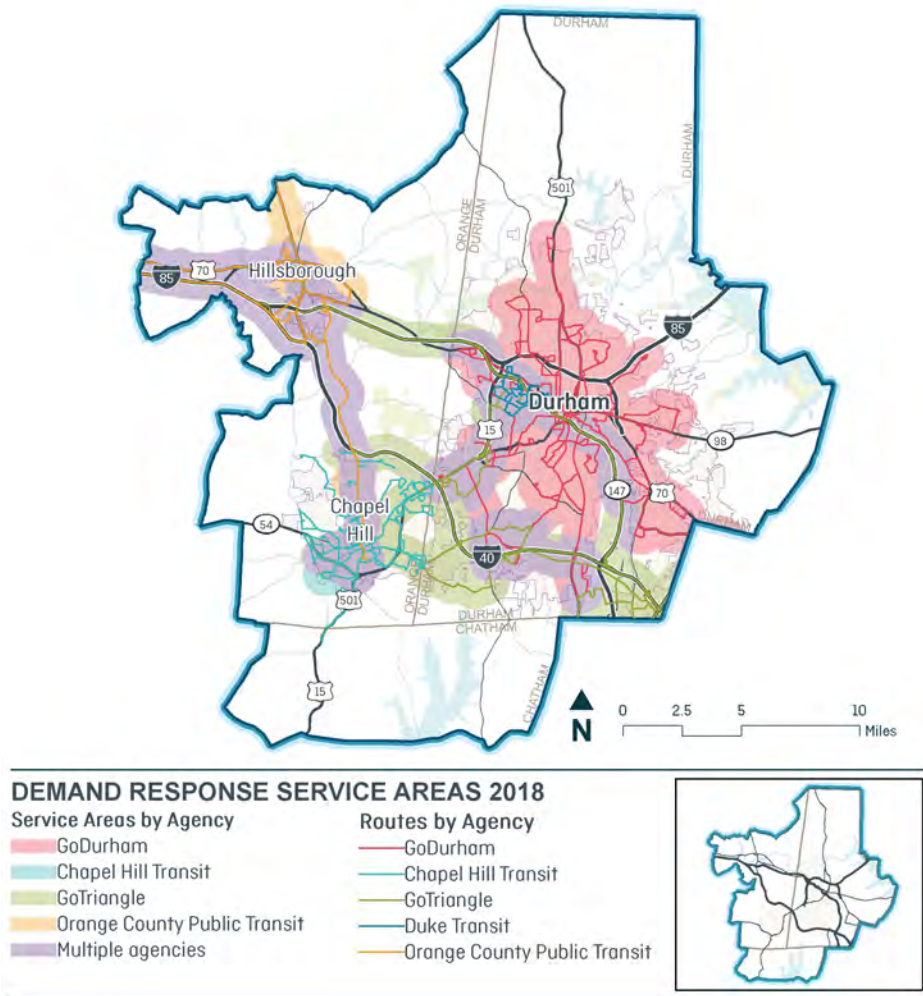 DURHAM
DURHAM
501
ORANGE
DURHAM
70
Hillsborough
85
85
Durham
15
98
147
70
Chapel
Hill
DURHAM
54
40
501
ORANGE
DURHAM
DURHAM
CHATHAM
15
CHATHAM
N
0 2.5 5 10
Miles
DEMAND RESPONSE SERVICE AREAS 2018
Service Areas by Agency
GoDurham
Chapel Hill Transit
GoTriangle
Orange County Public Transit
Multiple agencies
Routes by Agency
GoDurham
Chapel Hill Transit
GoTriangle
Duke Transit
Orange County Public Transit